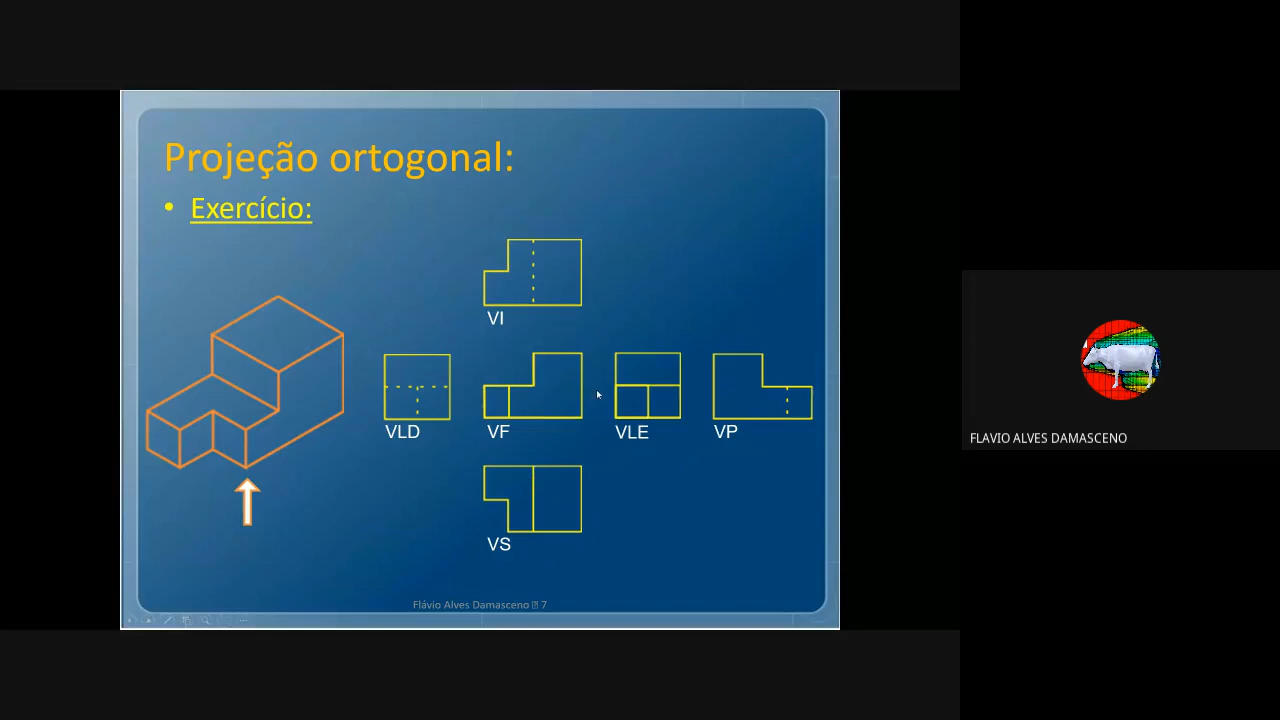 Projeção ortogonal:
• Exercício:
VI
VLD
VF
VLE
VP
VS
Flávio Alves Damasceno 7
FLAVIO ALVES DAMASCENO